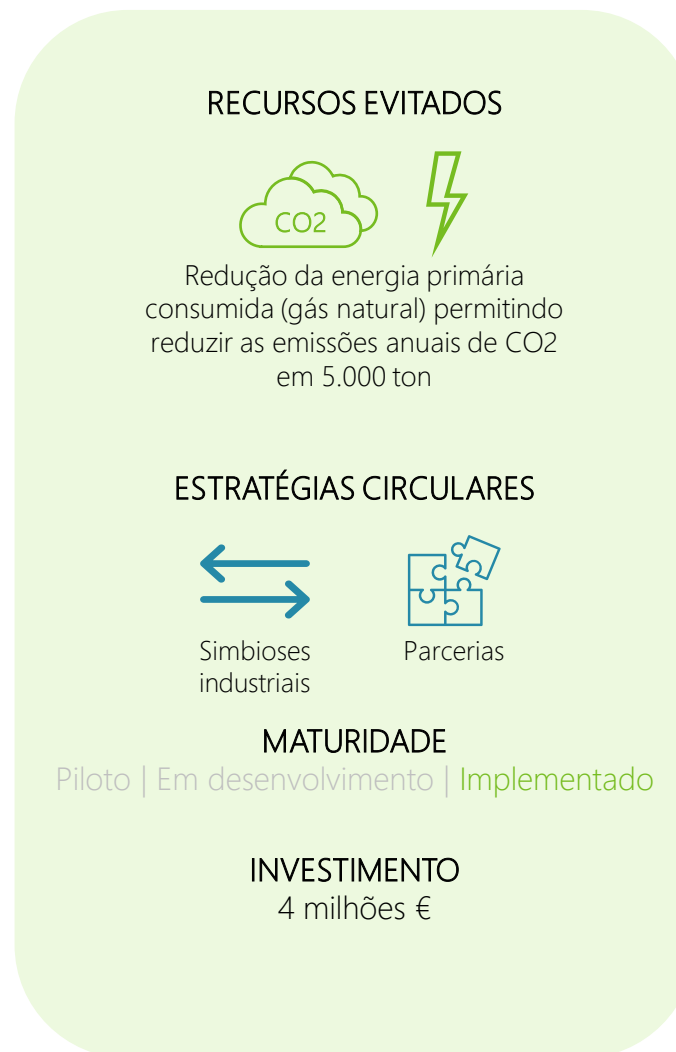 RECURSOS EVITADOS
CO2
Redução da energia primária
consumida (gás natural) permitindo
reduzir as emissões anuais de CO2
em 5.000 ton
ESTRATÉGIAS CIRCULARES
Simbioses
industriais
Parcerias
MATURIDADE
Piloto | Em desenvolvimento | Implementado
INVESTIMENTO
4 milhões €